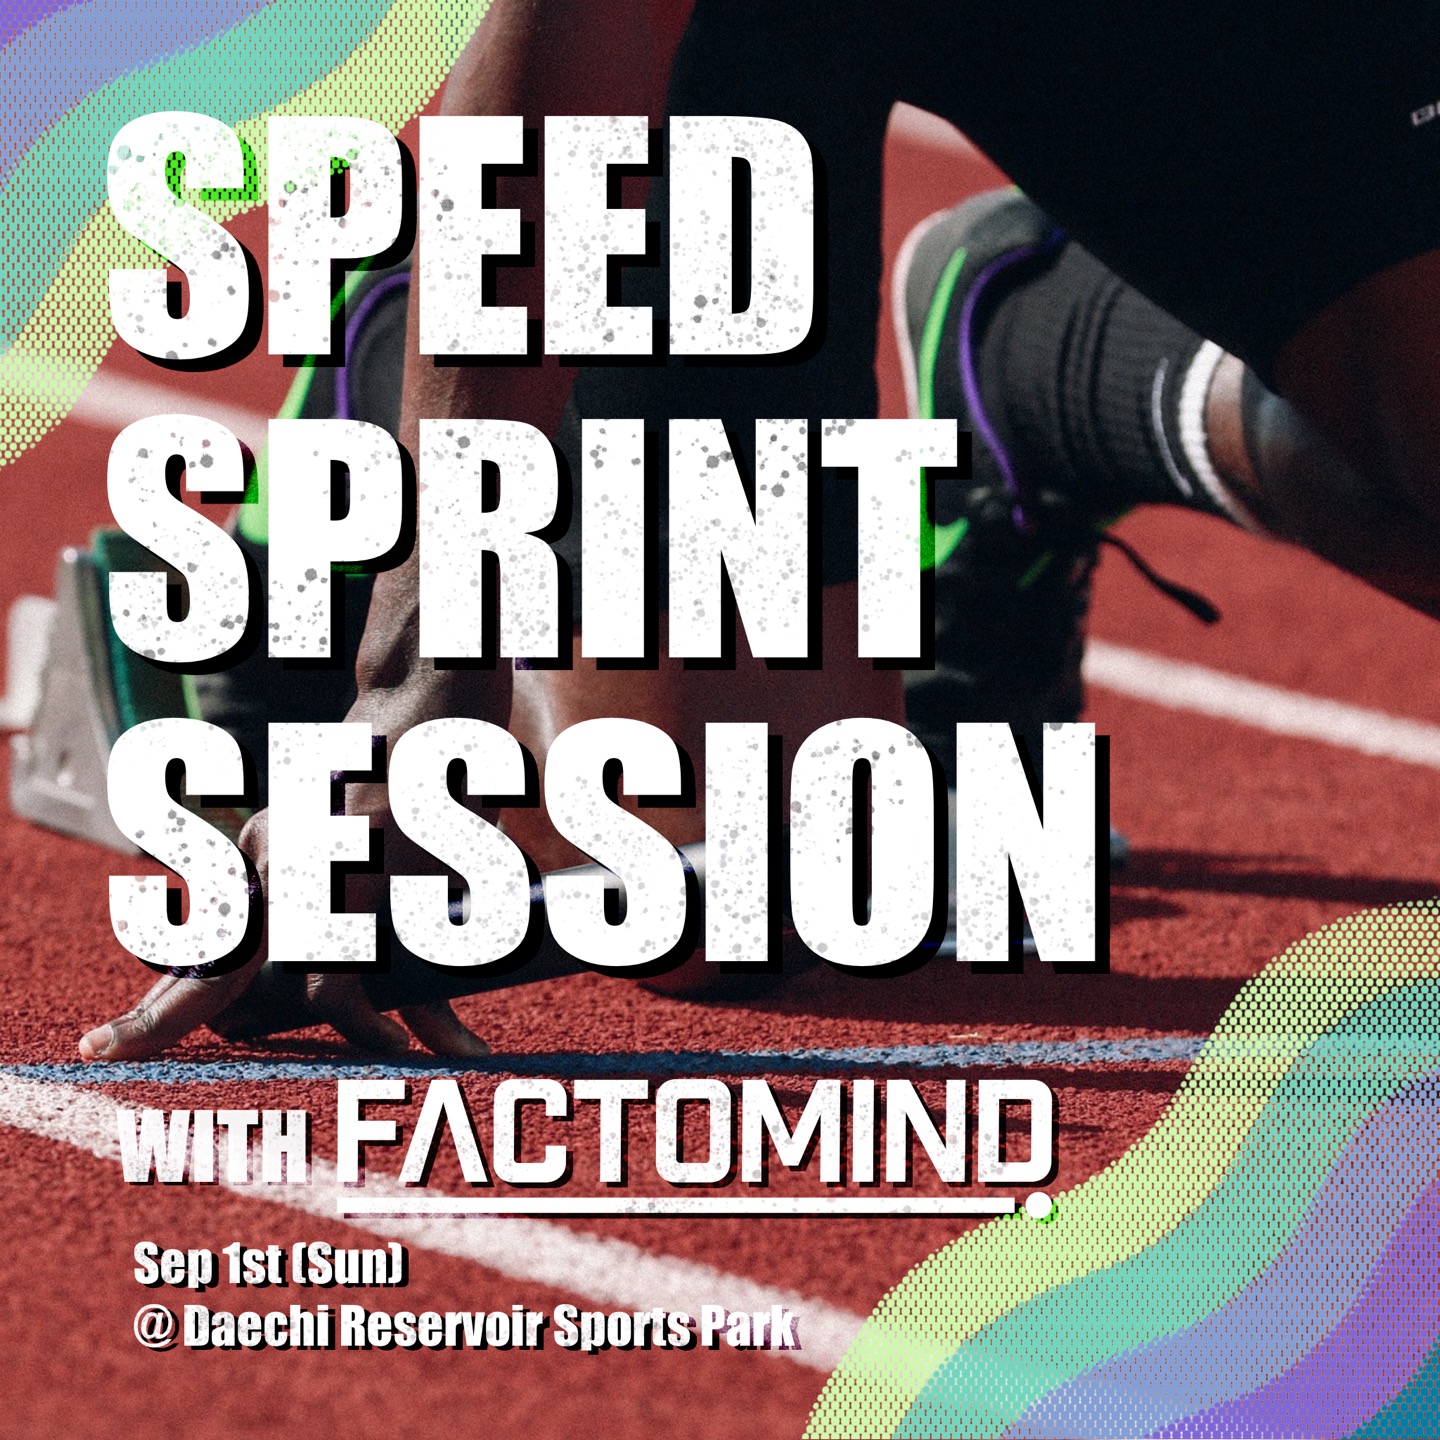 SPEED
SPRINT
SESSION
WITH FACTOMIND
Sep 1st (Sun)
@ Daechi Reservoir Sports Park